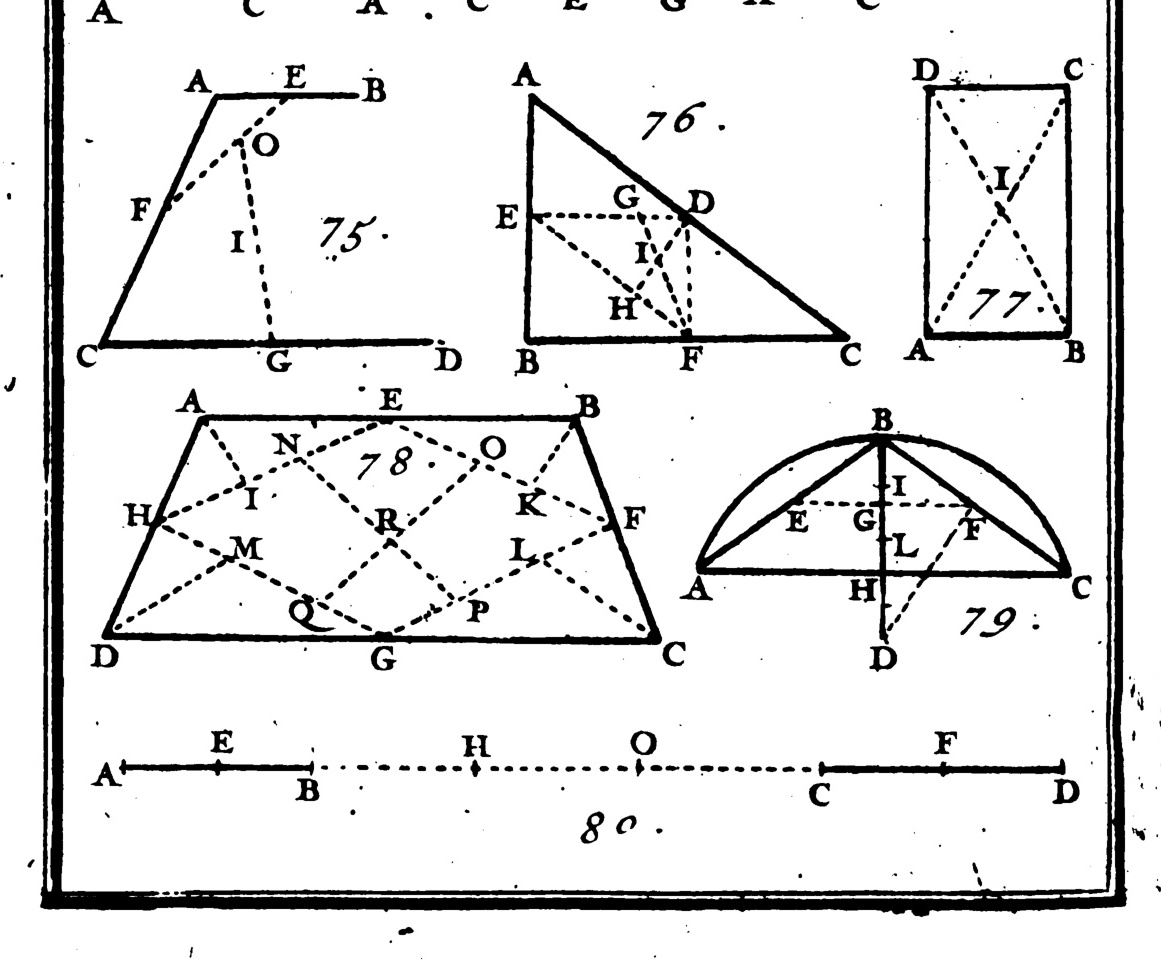 A C A C E G A C
A E B
O
F
I
75.
C G D
A
76.
G D
E
I
H
B F C
D C
I
77.
A B
A E B
N O
78.
I K
H R F
M L
Q P
D G C
B
I
E G F
L
A H C
79.
D
E H O F
A B C D
80.